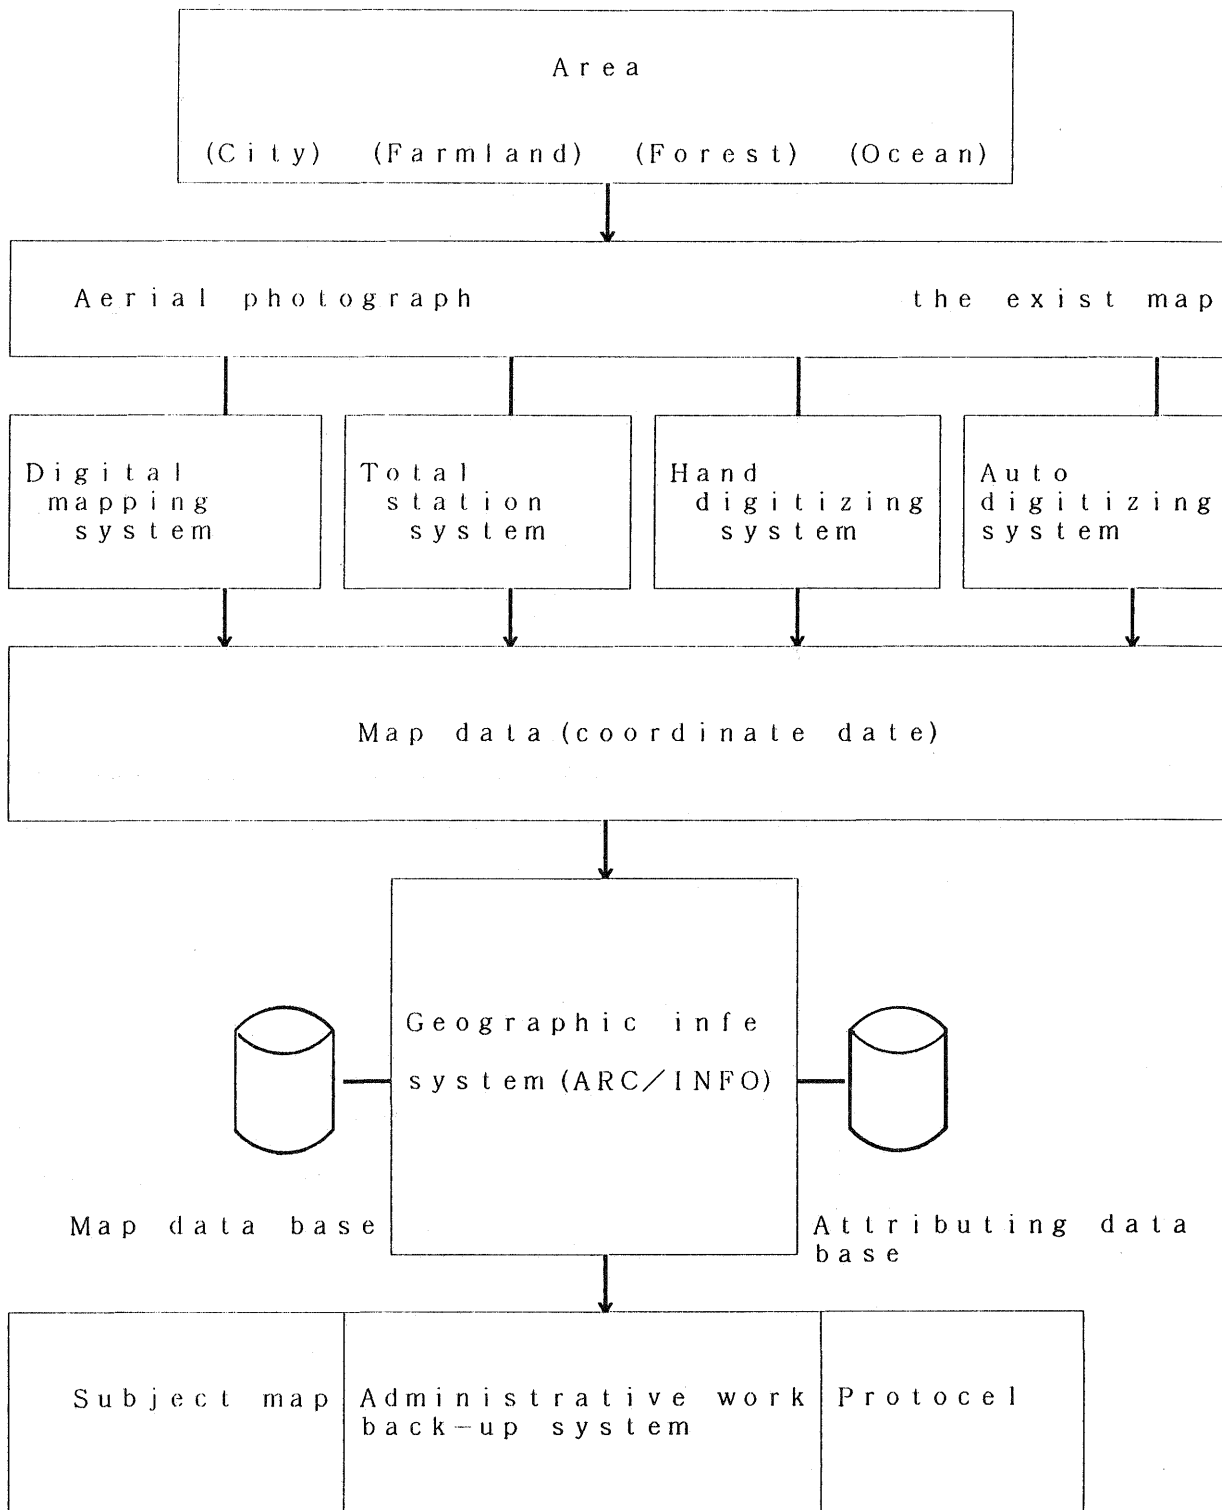 Area
(City) (Farmland) (Forest) (Ocean)
Aerial photograph the exist map
Digital
mapping
system
Total
station
system
Hand
digitizing
system
Auto
digitizing
system
Map data (coordinate date)
Geographic infe
system (ARC/INFO)
Map data base
Attributing data
base
Subject map
Administrative work
back-up system
Protocel